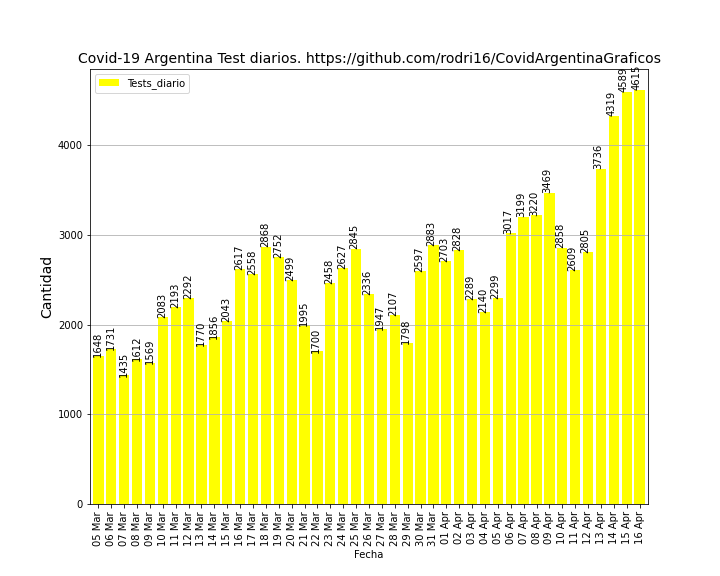 Covid-19 Argentina Test diarios. https://github.com/rodri16/CovidArgentinaGraficos
Tests_diario
Cantidad
4000
3000
2000
1000
0
1648
1731
1435
1612
1569
2083
2193
2292
1770
1856
2043
2617
2558
2868
2752
2499
1995
1700
2458
2627
2845
2336
1947
2107
1798
2597
2883
2703
2828
2289
2140
2299
3017
3199
3220
3469
2858
2609
2805
3736
4319
4589
4615
05 Mar
06 Mar
07 Mar
08 Mar
09 Mar
10 Mar
11 Mar
12 Mar
13 Mar
14 Mar
15 Mar
16 Mar
17 Mar
18 Mar
19 Mar
20 Mar
21 Mar
22 Mar
23 Mar
24 Mar
25 Mar
26 Mar
27 Mar
28 Mar
29 Mar
30 Mar
31 Mar
01 Apr
02 Apr
03 Apr
04 Apr
05 Apr
06 Apr
07 Apr
08 Apr
09 Apr
10 Apr
11 Apr
12 Apr
13 Apr
14 Apr
15 Apr
16 Apr
Fecha